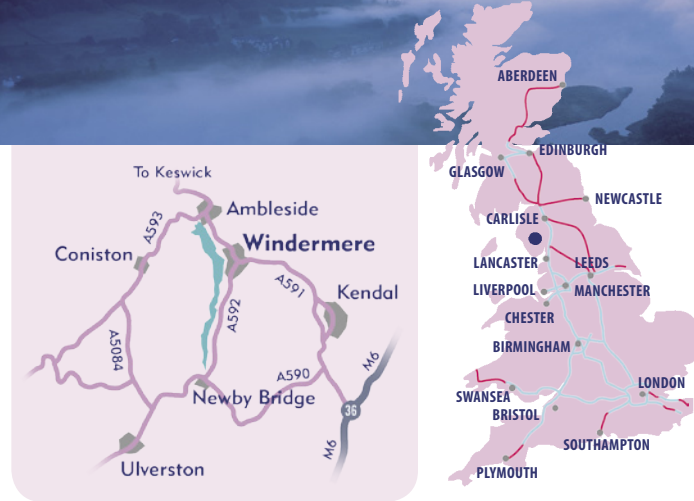 To Keswick
Ambleside
A593
Windermere
Coniston
A591
Kendal
A592
A5084
M6
A590
Newby Bridge
36
M6
Ulverston
ABERDEEN
EDINBURGH
GLASGOW
NEWCASTLE
CARLISLE
LANCASTER
LEEDS
LIVERPOOL
MANCHESTER
CHESTER
BIRMINGHAM
LONDON
SWANSEA
BRISTOL
SOUTHAMPTON
PLYMOUTH